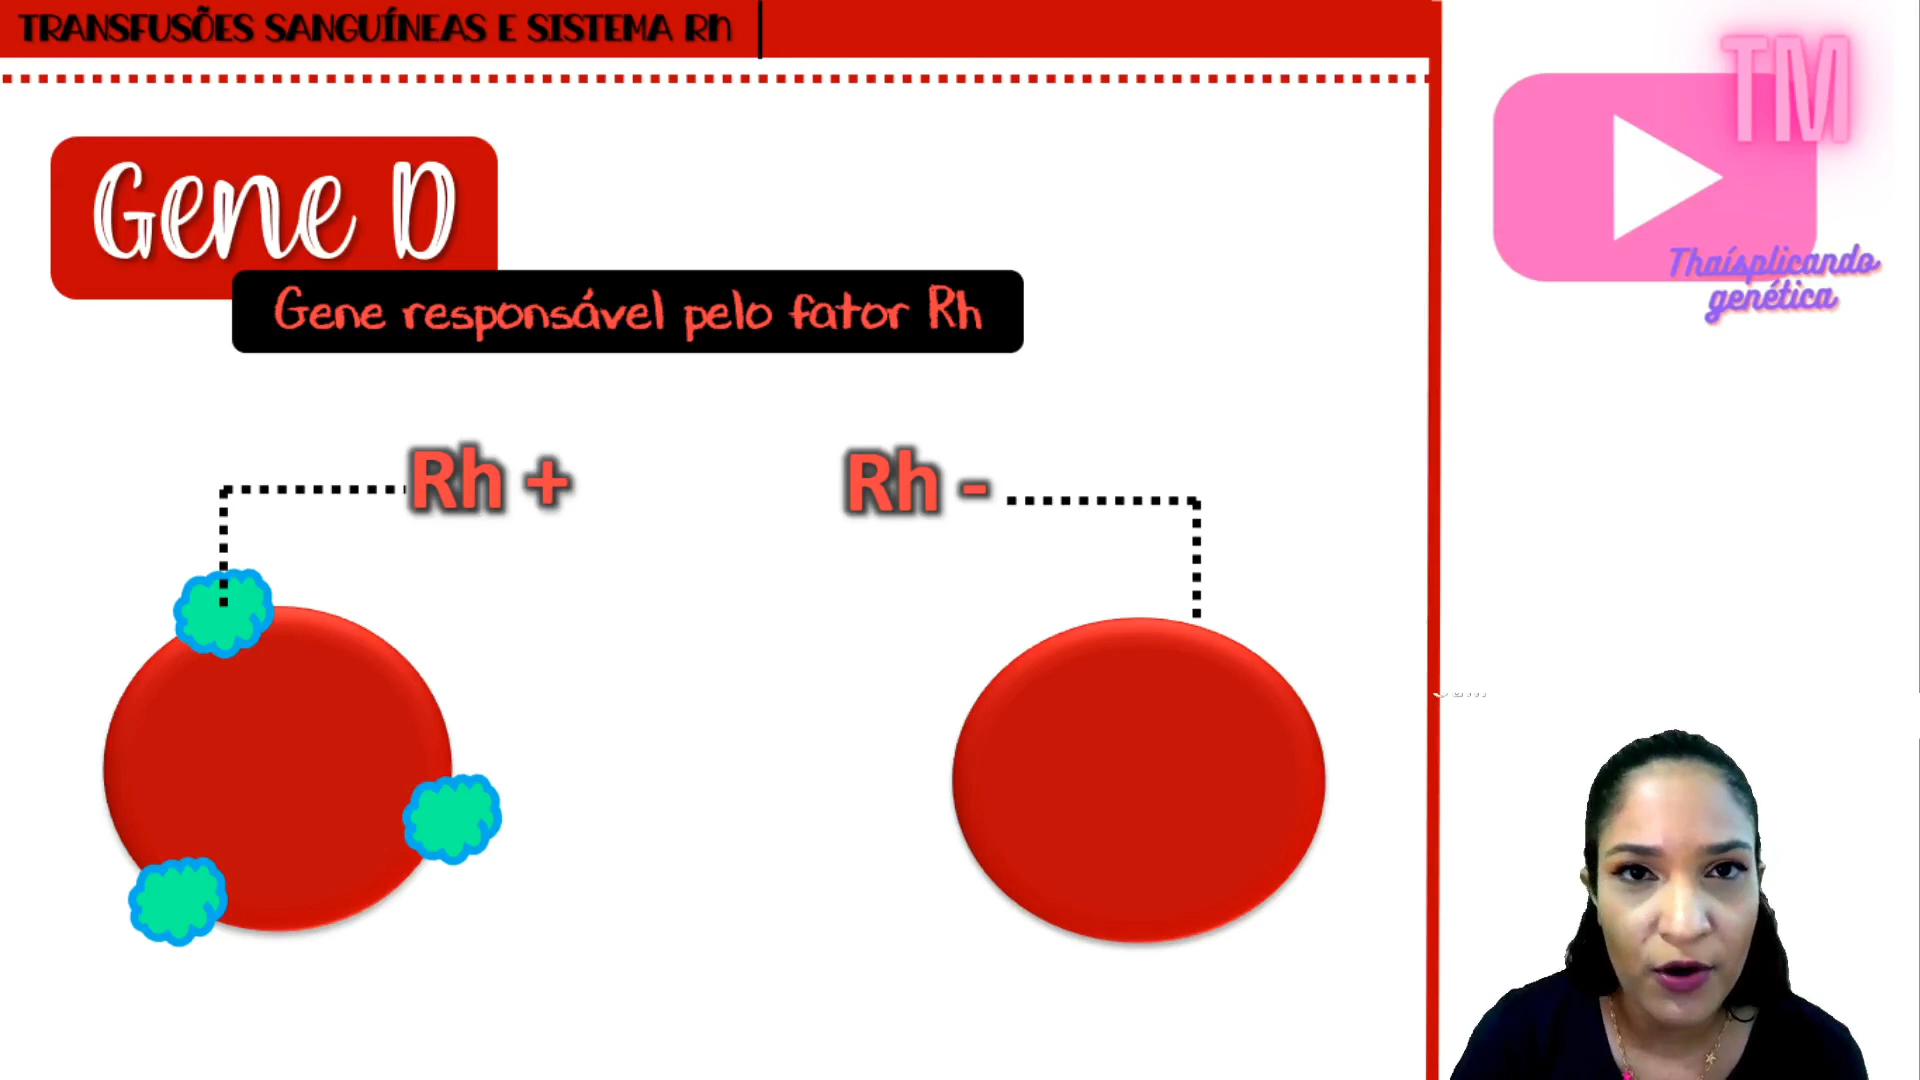 TRANSFUSÕES SANGUÍNEAS E SISTEMA Rh
TM
Gene D
Thaísplicando
genética
Gene responsável pelo fator Rh
Rh +
Rh -